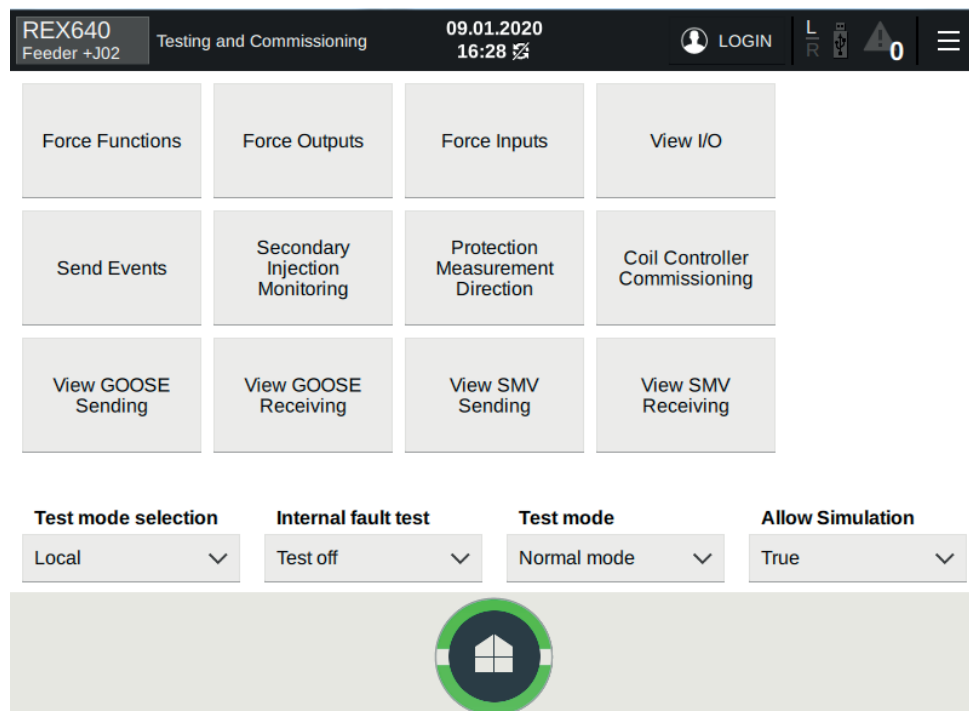 REX640
Feeder +J02
Testing and Commissioning
09.01.2020
16:28
LOGIN
L
R
0
Force Functions
Force Outputs
Force Inputs
View I/O
Send Events
Secondary
Injection
Monitoring
Protection
Measurement
Direction
Coil Controller
Commissioning
View GOOSE
Sending
View GOOSE
Receiving
View SMV
Sending
View SMV
Receiving
Test mode selection
Internal fault test
Test mode
Allow Simulation
Local
Test off
Normal mode
True